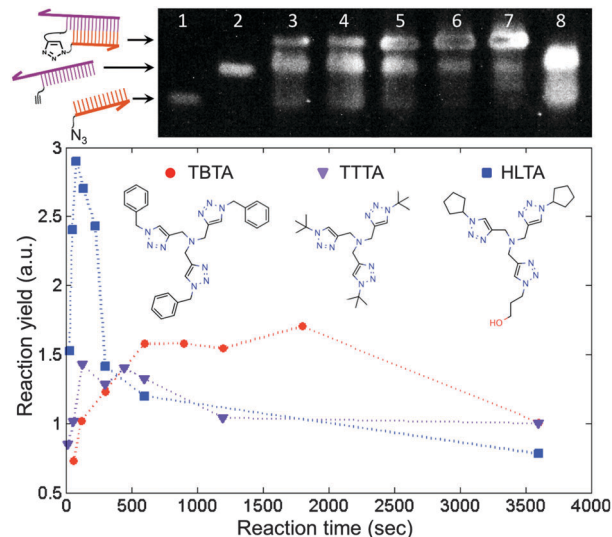 1 2 3 4 5 6 7 8
N N N
N₃
3
2.5
2
1.5
1
0.5
Reaction yield (a.u.)
TBTA TTTA HLTA
N N N
N
N N N
N N N
N N N
N
N N N
N N N
N N N
N
N N N
N N N
HO
0 500 1000 1500 2000 2500 3000 3500 4000
Reaction time (sec)